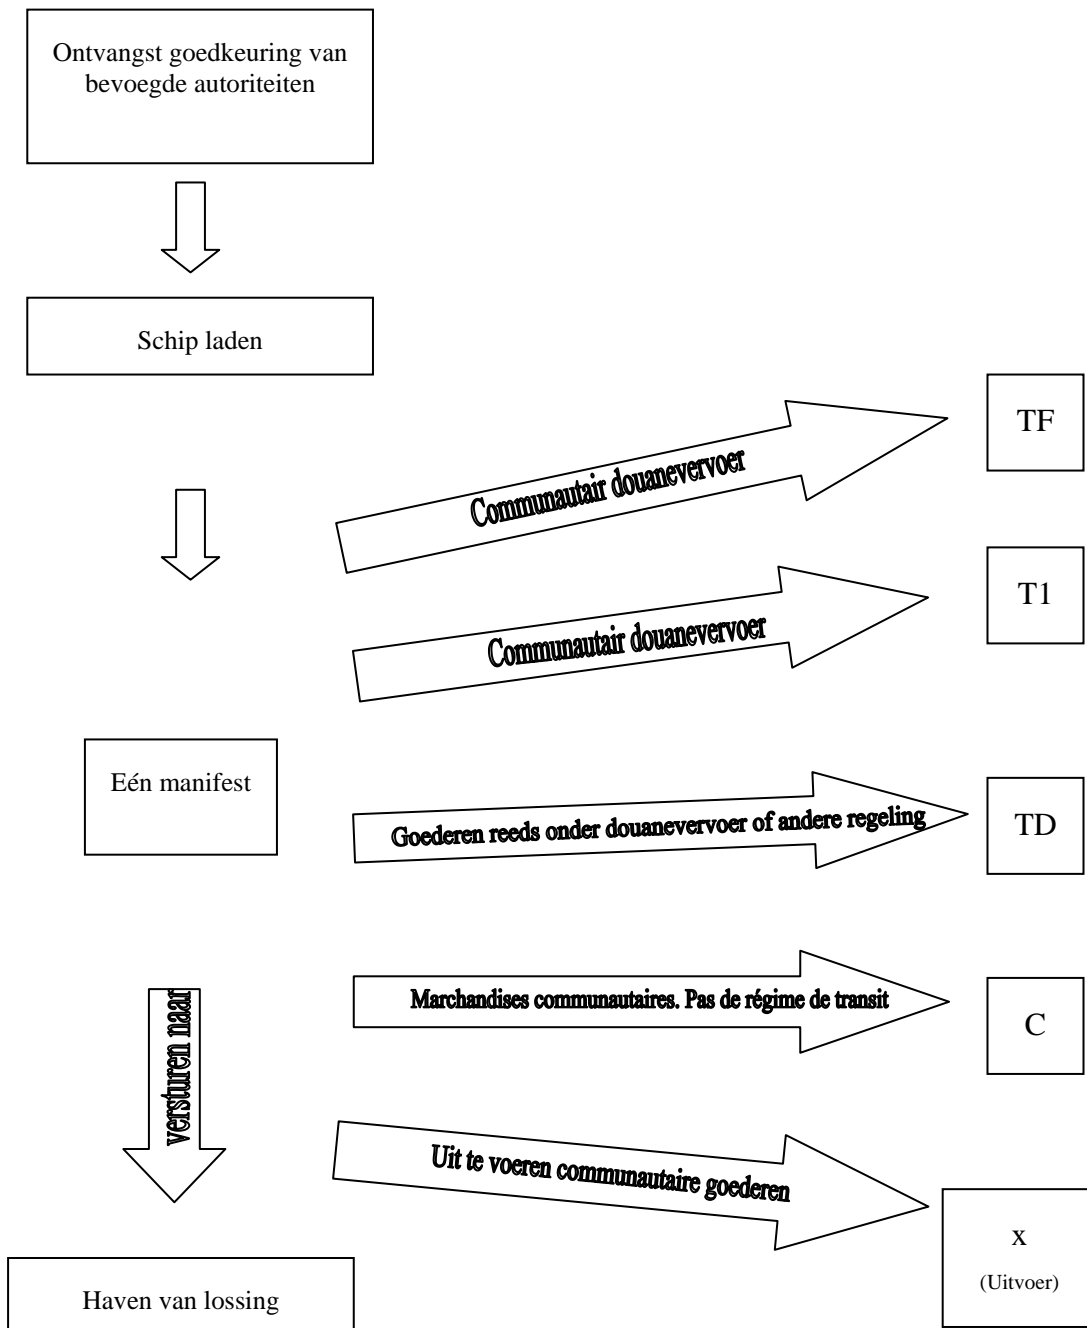 Ontvangst goedkeuring van
bevoegde autoriteiten
Schip laden
TF
Communautair douanevervoer
T1
Communautair douanevervoer
Eén manifest
Goederen reeds onder douanevervoer of andere regeling
TD
Marchandises communautaires. Pas de régime de transit
C
versturen naar
Uit te voeren communautaire goederen
x
(Uitvoer)
Haven van lossing